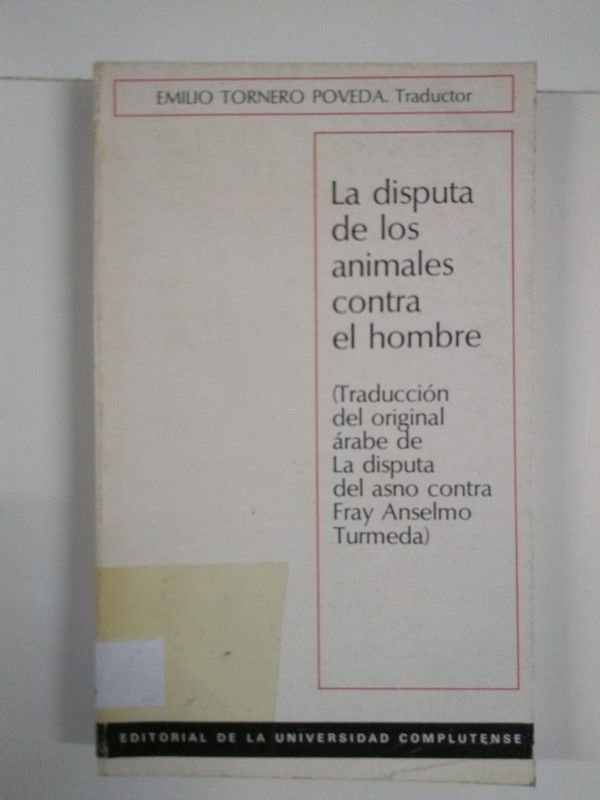 EMILIO TORNERO POVEDA. Traductor
La disputa
de los
animales
contra
el hombre
(Traducción
del original
árabe de
La disputa
del asno contra
Fray Anselmo
Turmeda)
EDITORIAL DE LA UNIVERSIDAD COMPLUTENSE